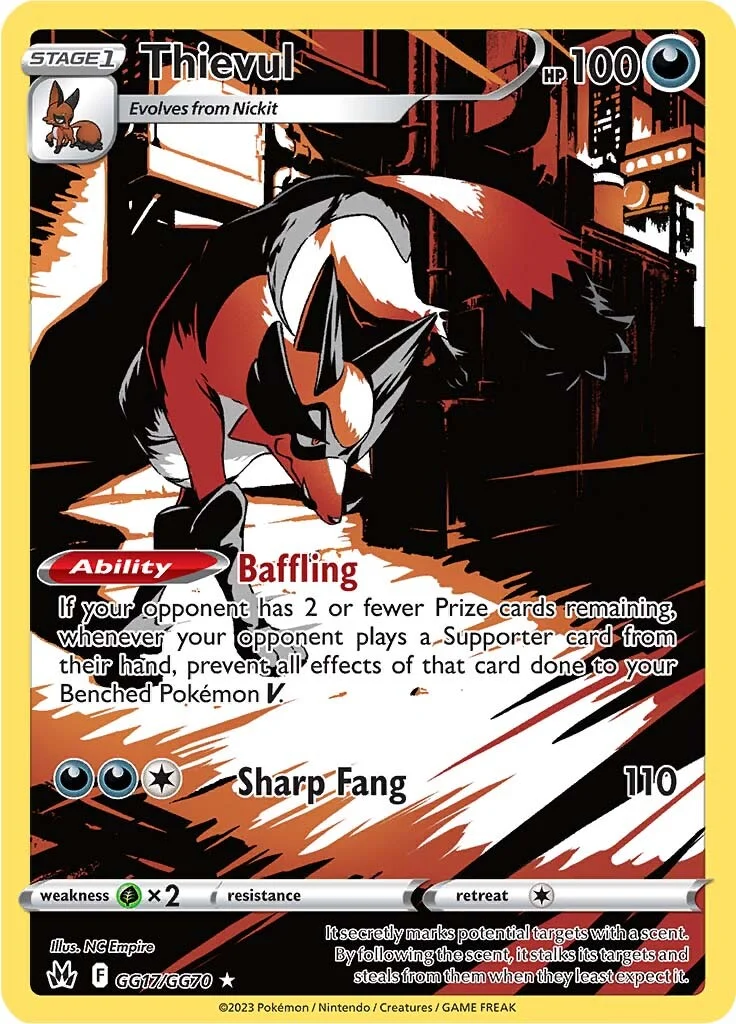 STAGE 1
Thievul
HP 100
Evolves from Nickit
Ability
Baffling
If your opponent has 2 or fewer Prize cards remaining,
whenever your opponent plays a Supporter card from
their hand, prevent all effects of that card done to your
Benched Pokémon V.
Sharp Fang 110
weakness ×2 resistance retreat
Illus. NC Empire
F GG17/GG70 ★
It secretly marks potential targets with a scent.
By following the scent, it stalks its targets and
steals from them when they least expect it.
©2023 Pokémon / Nintendo / Creatures / GAME FREAK